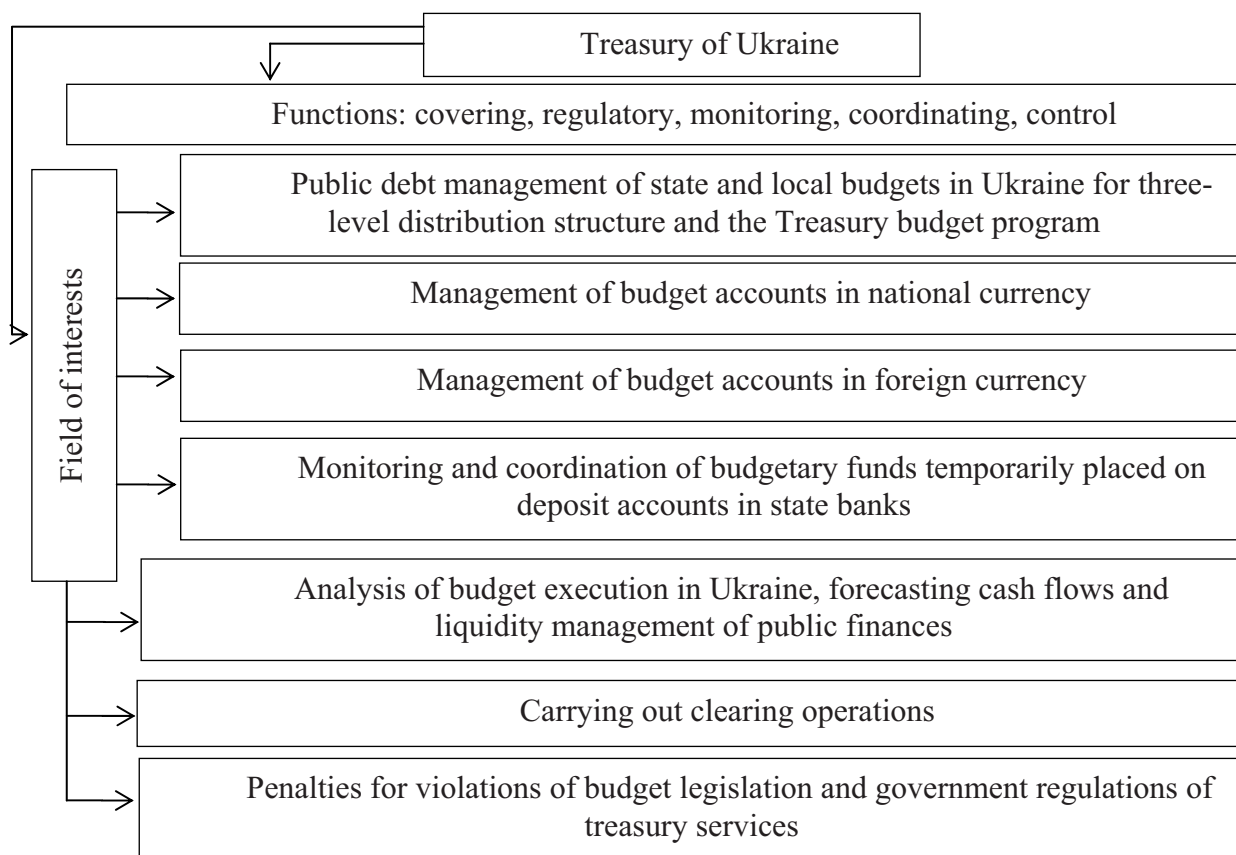 Treasury of Ukraine
Functions: covering, regulatory, monitoring, coordinating, control
Field of interests
Public debt management of state and local budgets in Ukraine for three-
level distribution structure and the Treasury budget program
Management of budget accounts in national currency
Management of budget accounts in foreign currency
Monitoring and coordination of budgetary funds temporarily placed on
deposit accounts in state banks
Analysis of budget execution in Ukraine, forecasting cash flows and
liquidity management of public finances
Carrying out clearing operations
Penalties for violations of budget legislation and government regulations of
treasury services